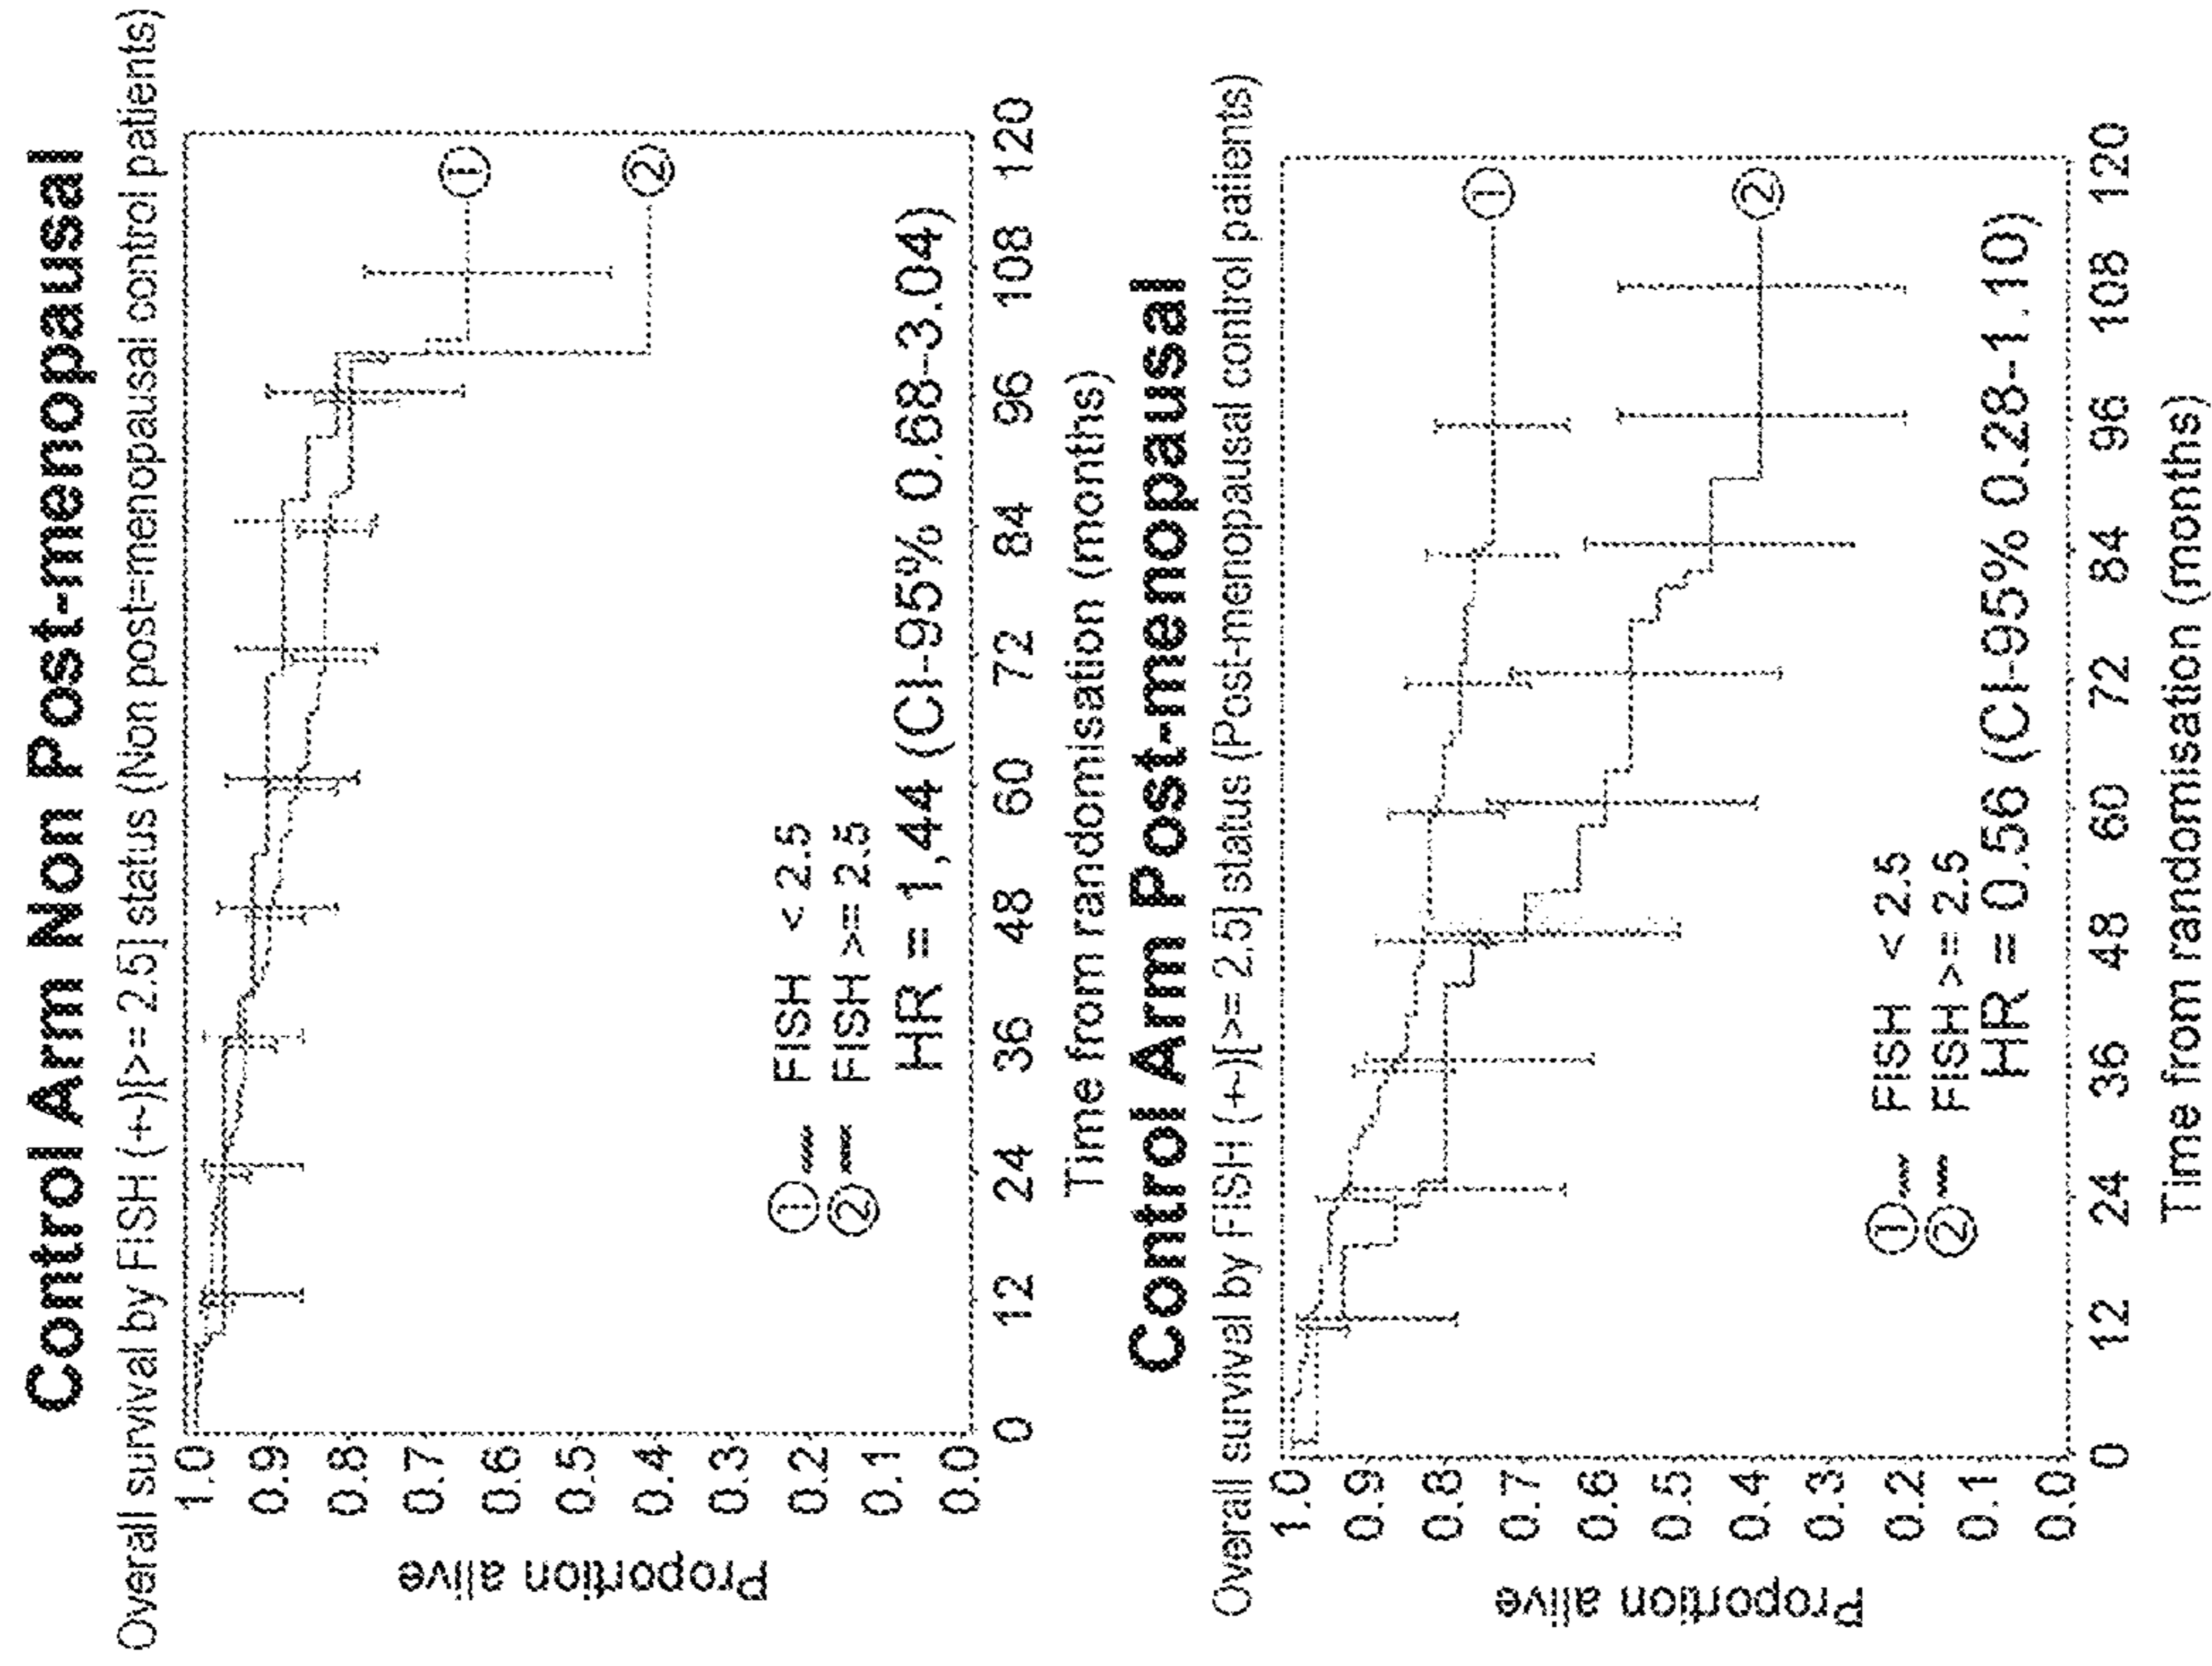 Control Arm Non Post-menopausal
Overall survival by FISH (+)[>= 2.5] status (Non post=menopausal control patients)
Proportion alive
1.0
0.9
0.8
0.7
0.6
0.5
0.4
0.3
0.2
0.1
0.0
①
②
① FISH < 2.5
② FISH >= 2.5
HR = 1,44 (CI-95% 0.68-3.04)
0 12 24 36 48 60 72 84 96 108 120
Time from randomisation (months)
Control Arm Post-menopausal
Overall survival by FISH (+)[>= 2,5] status (Post-menopausal control patients)
Proportion alive
1.0
0.9
0.8
0.7
0.6
0.5
0.4
0.3
0.2
0.1
0.0
①
②
① FISH < 2.5
② FISH >= 2.5
HR = 0.56 (CI-95% 0.28-1.10)
0 12 24 36 48 60 72 84 96 108 120
Time from randomisation (months)